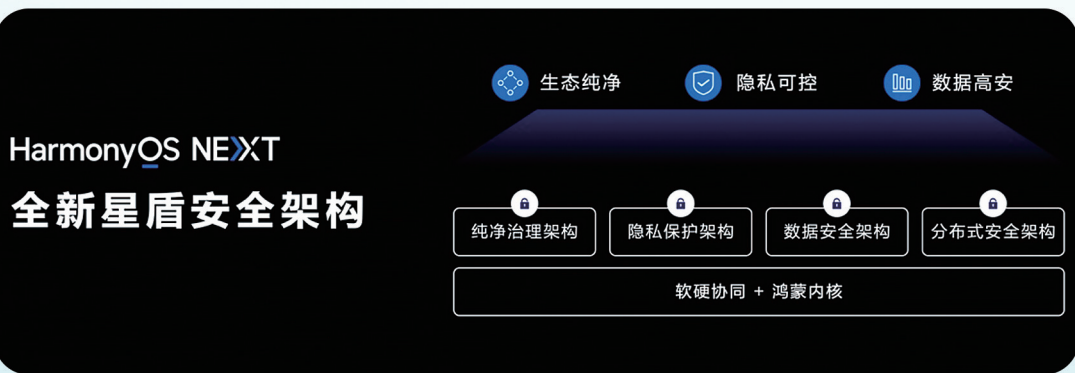 HarmonyOS NEXT
全新星盾安全架构
生态纯净 隐私可控 数据高安
纯净治理架构 隐私保护架构 数据安全架构 分布式安全架构
软硬协同 + 鸿蒙内核